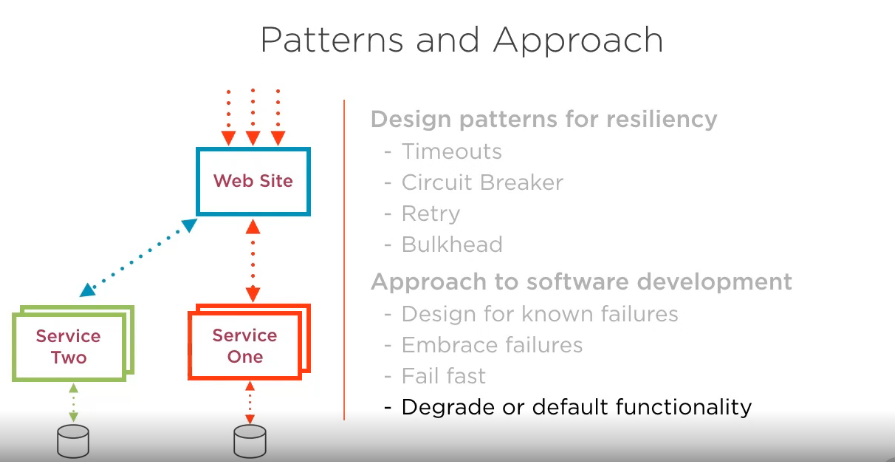 Patterns and Approach
Web Site
Service
Two
Service
One
Design patterns for resiliency
- Timeouts
- Circuit Breaker
- Retry
- Bulkhead
Approach to software development
- Design for known failures
- Embrace failures
- Fail fast
- Degrade or default functionality